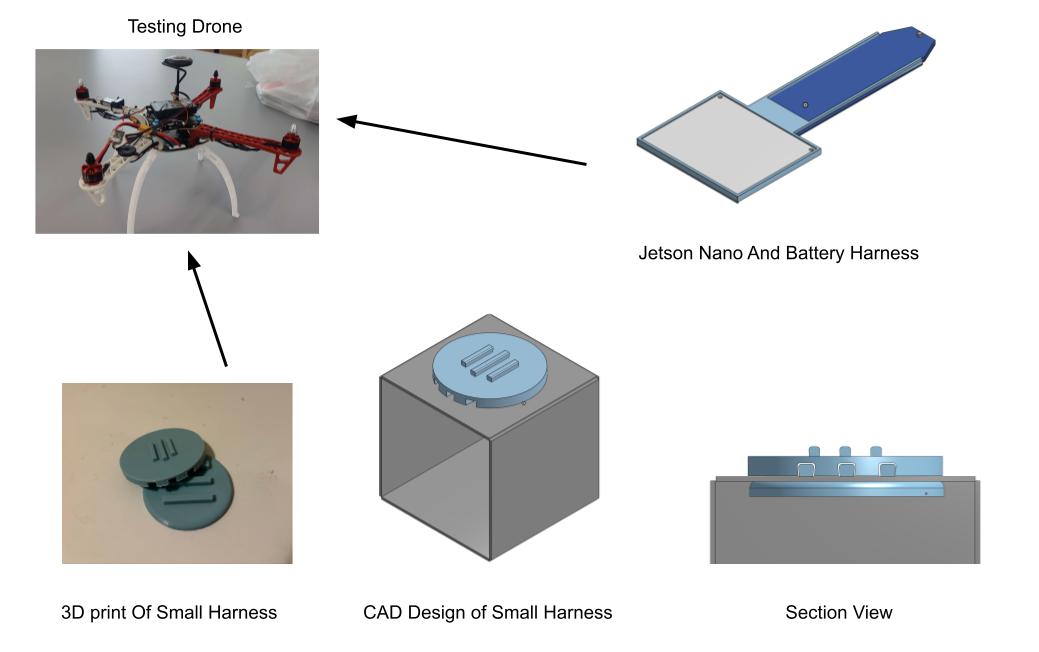 Testing Drone
Jetson Nano And Battery Harness
3D print Of Small Harness
CAD Design of Small Harness
Section View